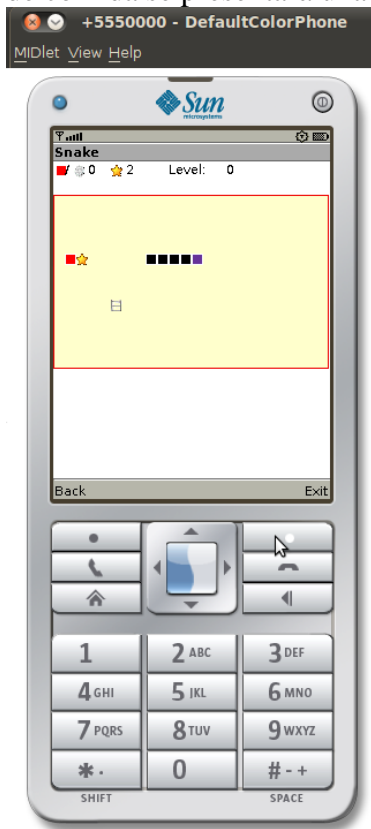 +5550000 - DefaultColorPhone
MIDlet View Help
Sun
microsystems
Snake
/ 0 2 Level: 0
Back Exit
1 2 ABC 3 DEF
4 GHI 5 JKL 6 MNO
7 PQRS 8 TUV 9 WXYZ
* . 0 # - +
SHIFT SPACE